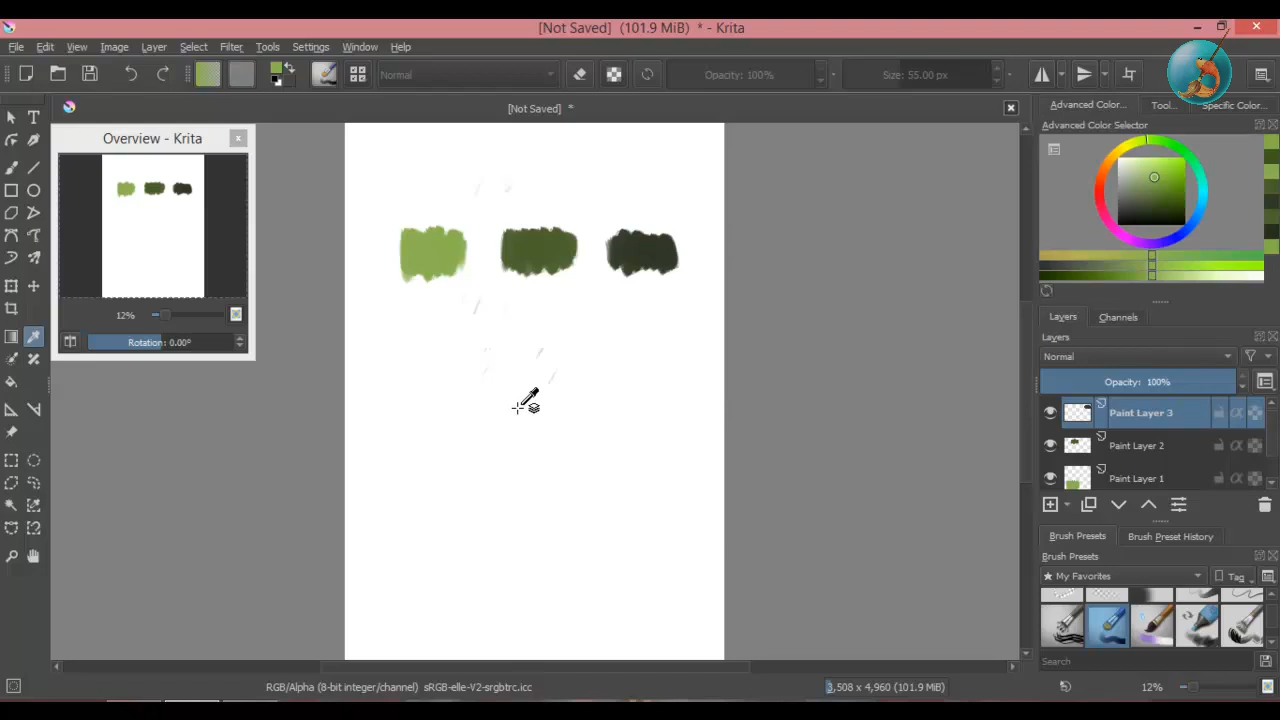 [Not Saved] (101.9 MiB) * - Krita
File Edit View Image Layer Select Filter Tools Settings Window Help
Normal
Opacity: 100%
Size: 55.00 px
[Not Saved] *
Advanced Color... Tool... Specific Color...
Advanced Color Selector
Overview - Krita
12%
Rotation: 0.00°
Layers Channels
Layers
Normal
Opacity: 100%
Paint Layer 3
Paint Layer 2
Paint Layer 1
Brush Presets Brush Preset History
Brush Presets
★ My Favorites
Tag
Search
RGB/Alpha (8-bit integer/channel) sRGB-elle-V2-srgbtrc.icc
3,508 x 4,960 (101.9 MiB)
12%